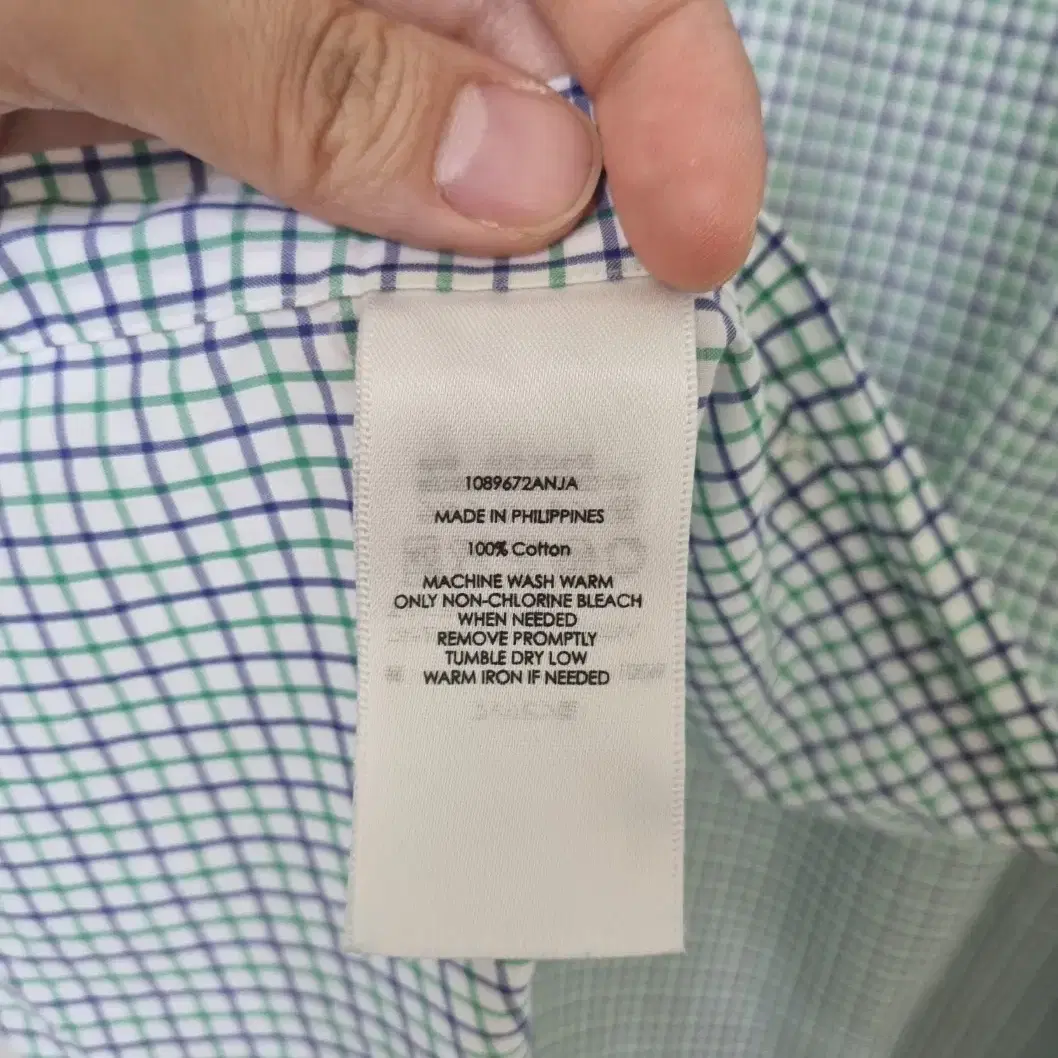 1089672ANJA
MADE IN PHILIPPINES
100% Cotton
MACHINE WASH WARM
ONLY NON-CHLORINE BLEACH
WHEN NEEDED
REMOVE PROMPTLY
TUMBLE DRY LOW
WARM IRON IF NEEDED